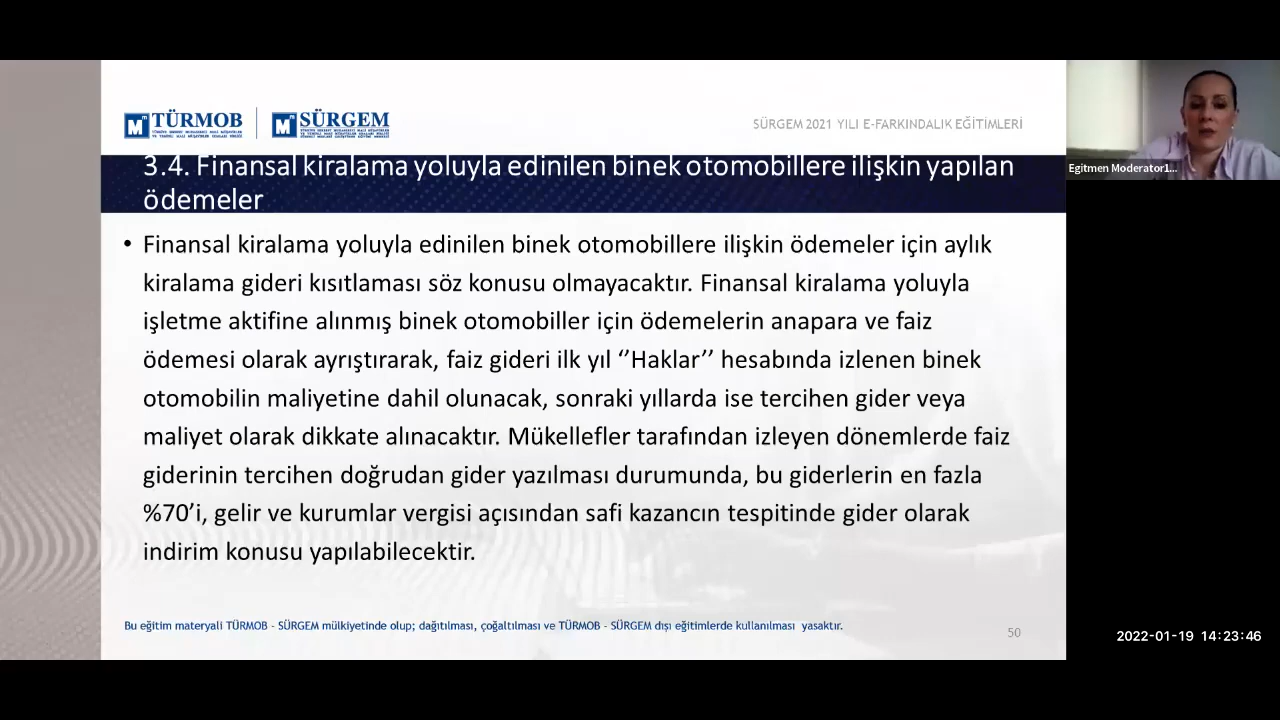 TÜRMOB
SÜRGEM
SÜRGEM 2021 YILI E-FARKINDALIK EĞİTİMLERİ
3.4. Finansal kiralama yoluyla edinilen binek otomobillere ilişkin yapılan
ödemeler
Egitmen Moderator1...
• Finansal kiralama yoluyla edinilen binek otomobillere ilişkin ödemeler için aylık
kiralama gideri kısıtlaması söz konusu olmayacaktır. Finansal kiralama yoluyla
işletme aktifine alınmış binek otomobiller için ödemelerin anapara ve faiz
ödemesi olarak ayrıştırarak, faiz gideri ilk yıl ‘’Haklar’’ hesabında izlenen binek
otomobilin maliyetine dahil olunacak, sonraki yıllarda ise tercihen gider veya
maliyet olarak dikkate alınacaktır. Mükellefler tarafından izleyen dönemlerde faiz
giderinin tercihen doğrudan gider yazılması durumunda, bu giderlerin en fazla
%70’i, gelir ve kurumlar vergisi açısından safi kazancın tespitinde gider olarak
indirim konusu yapılabilecektir.
Bu eğitim materyali TÜRMOB - SÜRGEM mülkiyetinde olup; dağıtılması, çoğaltılması ve TÜRMOB - SÜRGEM dışı eğitimlerde kullanılması yasaktır.
50
2022-01-19 14:23:46